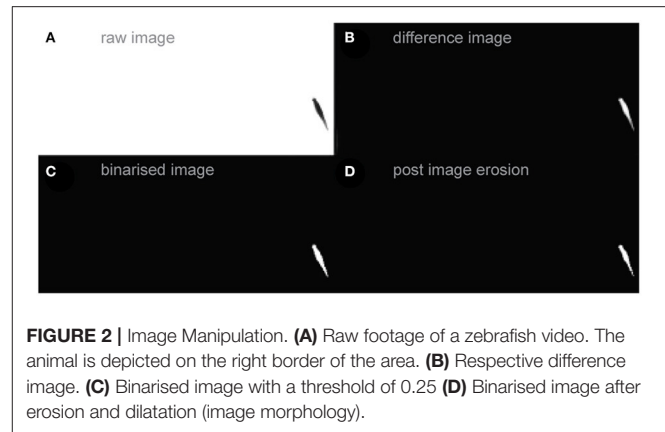 A raw image
B difference image
C binarised image
D post image erosion
FIGURE 2 | Image Manipulation. (A) Raw footage of a zebrafish video. The
animal is depicted on the right border of the area. (B) Respective difference
image. (C) Binarised image with a threshold of 0.25 (D) Binarised image after
erosion and dilatation (image morphology).